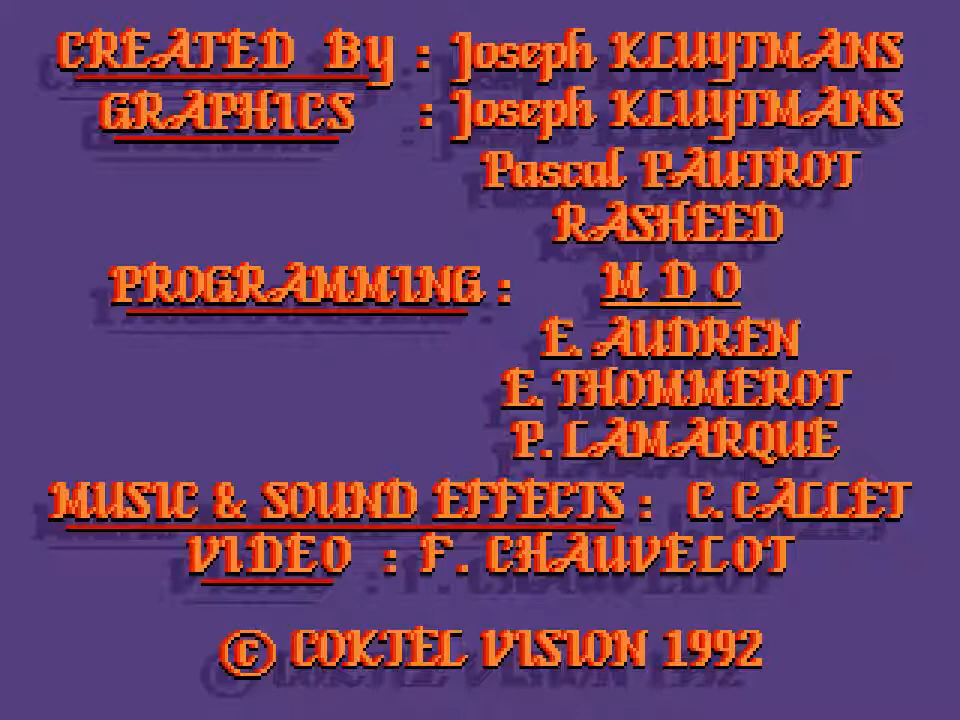 CREATED By : Joseph KLUYTMANS
GRAPHICS : Joseph KLUYTMANS
Pascal PAUTROT
RASHEED
PROGRAMMING : M D O
E. AUDREN
E. THOMMEROT
P. LAMARQUE
MUSIC & SOUND EFFECTS : C. CALLET
VIDEO : F. CHAUVELOT
© COKTEL VISION 1992